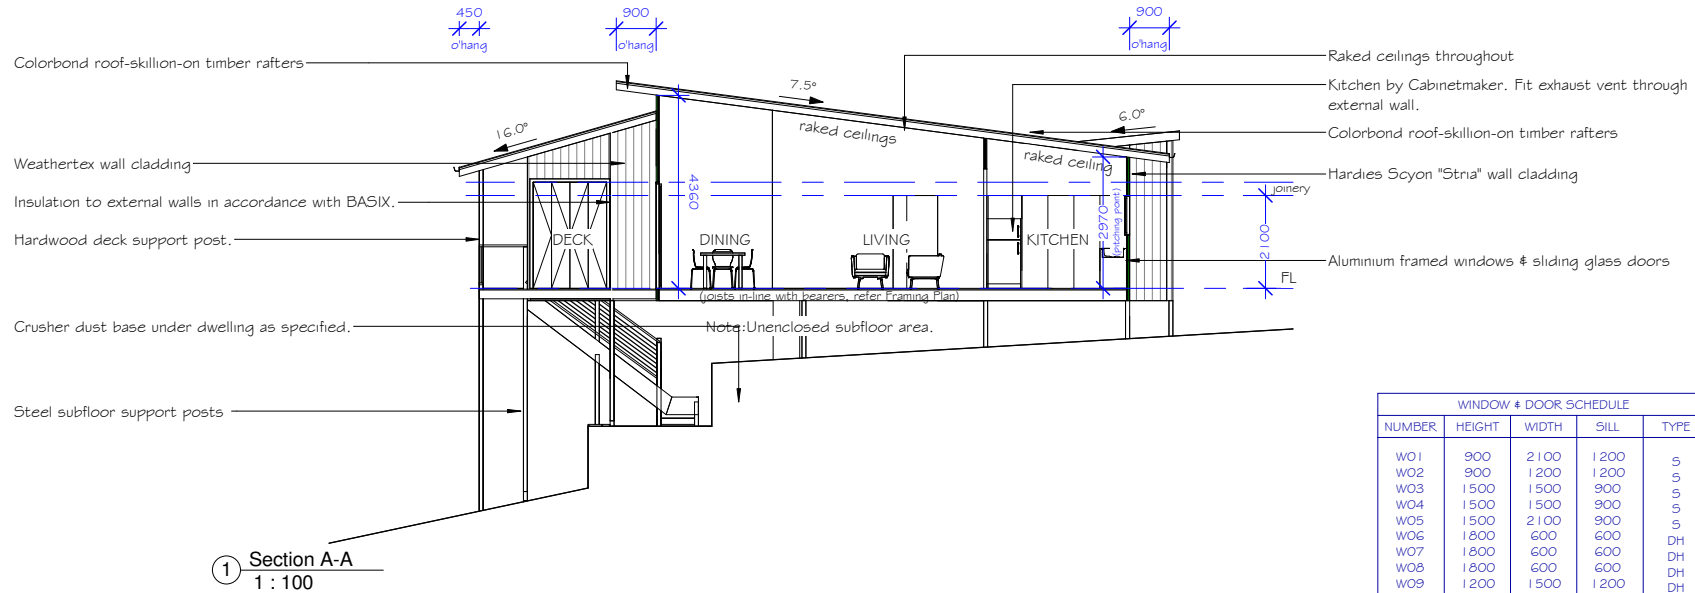 450
o'hang
900
o'hang
900
o'hang
Colorbond roof-skillion-on timber rafters
Raked ceilings throughout
7.5°
Kitchen by Cabinetmaker. Fit exhaust vent through
external wall.
6.0°
16.0°
raked ceilings
Colorbond roof-skillion-on timber rafters
raked ceiling
Weathertex wall cladding
Hardies Scyon "Stria" wall cladding
4360
2970
(pitching point)
joinery
2100
Insulation to external walls in accordance with BASIX.
Hardwood deck support post.
DECK
DINING
LIVING
KITCHEN
Aluminium framed windows & sliding glass doors
FL
(joists in-line with bearers, refer Framing Plan)
Crusher dust base under dwelling as specified.
Note:Unenclosed subfloor area.
Steel subfloor support posts
WINDOW & DOOR SCHEDULE
NUMBER HEIGHT WIDTH SILL TYPE
W01 900 2100 1200 S
W02 900 1200 1200 S
W03 1500 1500 900 S
W04 1500 1500 900 S
W05 1500 2100 900 S
W06 1800 600 600 DH
W07 1800 600 600 DH
W08 1800 600 600 DH
W09 1200 1500 1200 DH
1 Section A-A
1 : 100